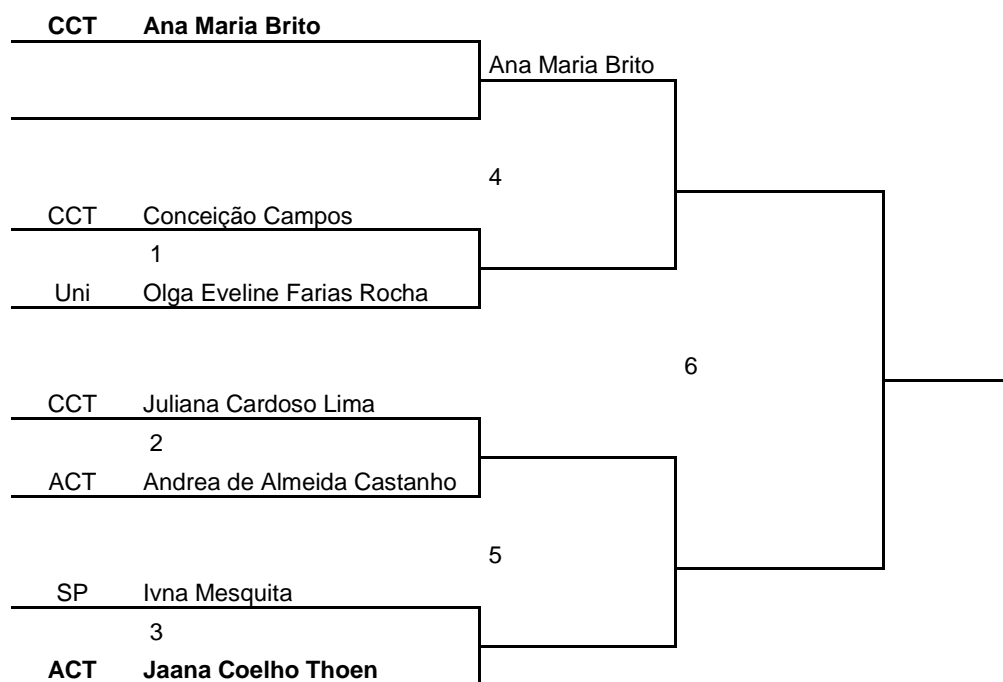 CCT Ana Maria Brito
Ana Maria Brito
4
CCT Conceição Campos
1
Uni Olga Eveline Farias Rocha
6
CCT Juliana Cardoso Lima
2
ACT Andrea de Almeida Castanho
5
SP Ivna Mesquita
3
ACT Jaana Coelho Thoen